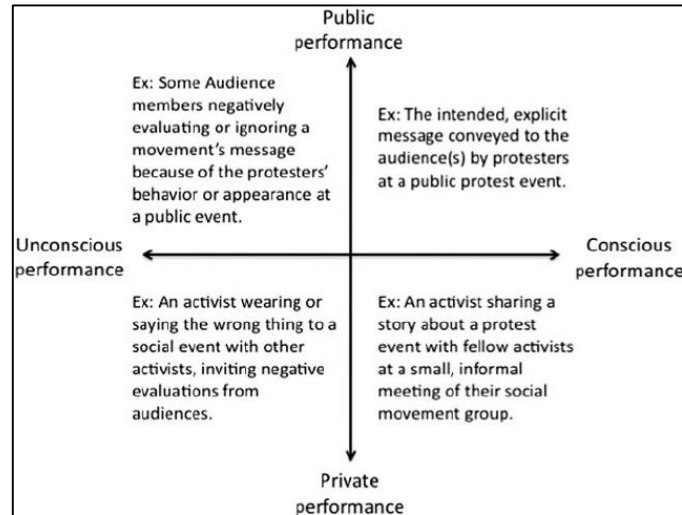 Public
performance
Ex: Some Audience
members negatively
evaluating or ignoring a
movement's message
because of the protesters'
behavior or appearance at
a public event.
Ex: The intended, explicit
message conveyed to the
audience(s) by protesters
at a public protest event.
Unconscious
performance
Conscious
performance
Ex: An activist wearing or
saying the wrong thing to a
social event with other
activists, inviting negative
evaluations from
audiences.
Ex: An activist sharing a
story about a protest
event with fellow activists
at a small, informal
meeting of their social
movement group.
Private
performance